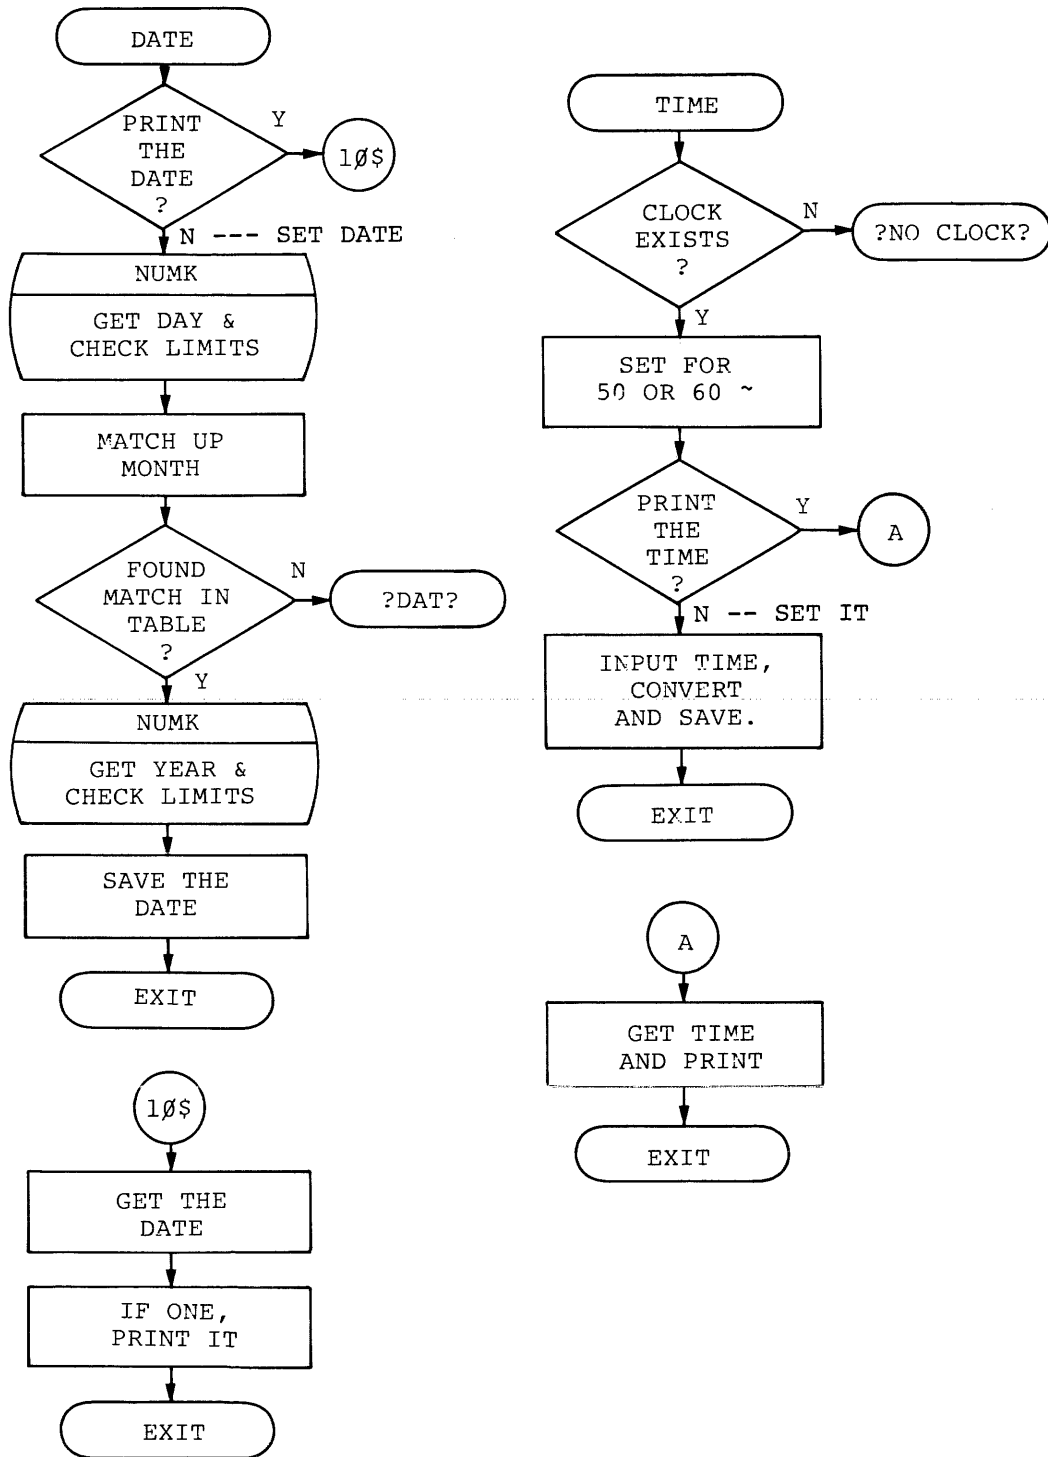 DATE
PRINT
THE
DATE
?
Y
1Ø$
N --- SET DATE
NUMK
GET DAY &
CHECK LIMITS
MATCH UP
MONTH
FOUND
MATCH IN
TABLE
?
N
?DAT?
Y
NUMK
GET YEAR &
CHECK LIMITS
SAVE THE
DATE
EXIT
1Ø$
GET THE
DATE
IF ONE,
PRINT IT
EXIT
TIME
CLOCK
EXISTS
?
N
?NO CLOCK?
Y
SET FOR
50 OR 60 ~
PRINT
THE
TIME
?
Y
A
N -- SET IT
INPUT TIME,
CONVERT
AND SAVE.
EXIT
A
GET TIME
AND PRINT
EXIT